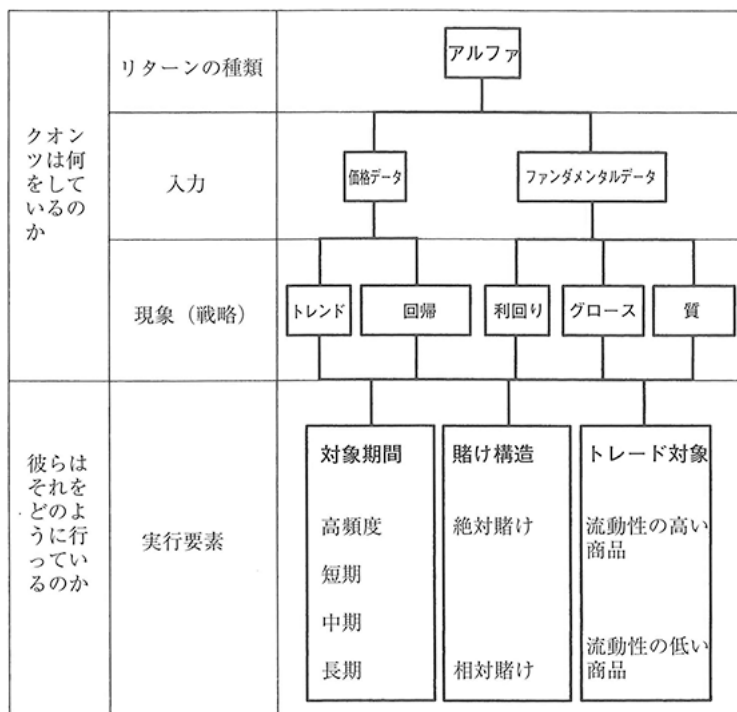 リターンの種類
アルファ
クオン
ツは何
をして
いるの
か
入力
価格データ
ファンダメンタルデータ
現象（戦略）
トレンド
回帰
利回り
グロース
質
彼らは
それを
どのよ
うに行
ってい
るのか
実行要素
対象期間
高頻度
短期
中期
長期
賭け構造
絶対賭け
相対賭け
トレード対象
流動性の高い
商品
流動性の低い
商品